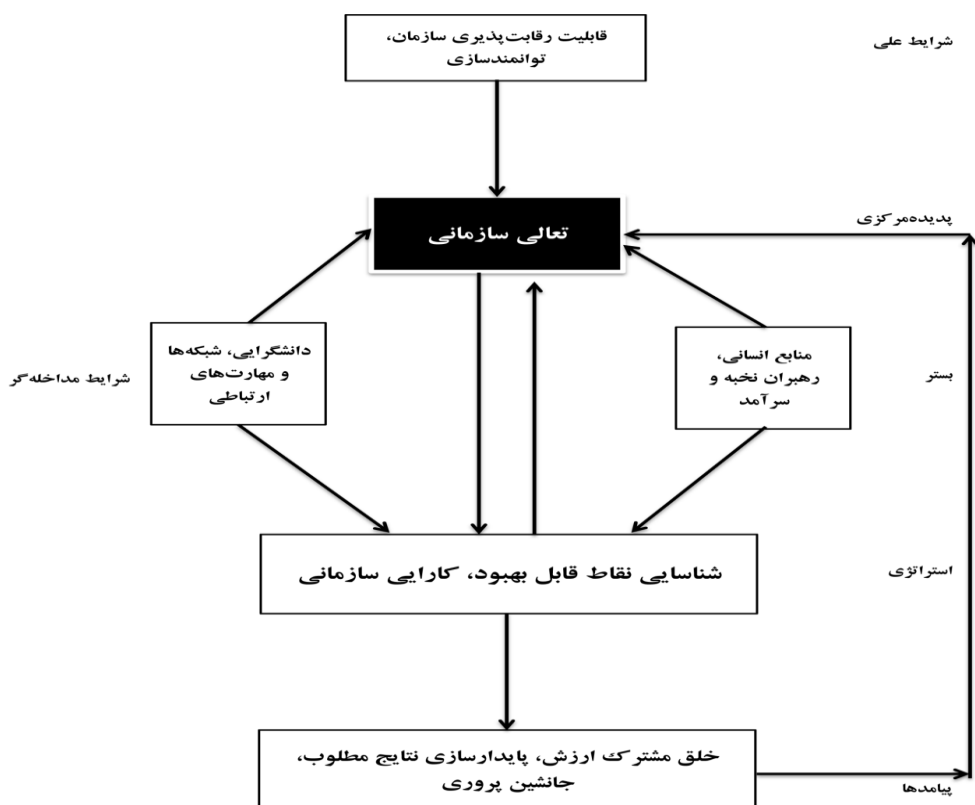 قابلیت رقابت‌پذیری سازمان،
توانمندسازی
شرایط علی
تعالی سازمانی
پدیده‌مرکزی
منابع انسانی،
رهبران نخبه و
سرآمد
بستر
دانشگرایی، شبکه‌ها
و مهارت‌های
ارتباطی
شرایط مداخله‌گر
شناسایی نقاط قابل بهبود، کارایی سازمانی
استراتژی
خلق مشترک ارزش، پایدارسازی نتایج مطلوب،
جانشین پروری
پیامدها